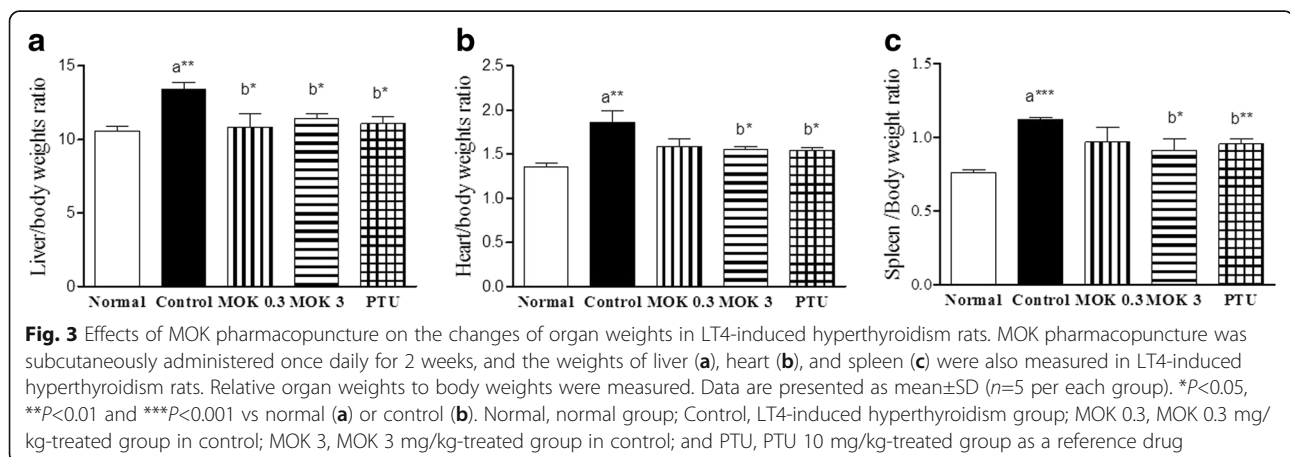 a
b
c
Liver/body weights ratio
15
10
5
0
a**
b*
b*
b*
Normal Control MOK 0.3 MOK 3 PTU
Heart/body weights ratio
2.5
2.0
1.5
1.0
0.5
0.0
a**
b*
b*
Normal Control MOK 0.3 MOK 3 PTU
Spleen /Body weight ratio
1.5
1.0
0.5
0.0
a***
b*
b**
Normal Control MOK 0.3 MOK 3 PTU
Fig. 3 Effects of MOK pharmacopuncture on the changes of organ weights in LT4-induced hyperthyroidism rats. MOK pharmacopuncture was
subcutaneously administered once daily for 2 weeks, and the weights of liver (a), heart (b), and spleen (c) were also measured in LT4-induced
hyperthyroidism rats. Relative organ weights to body weights were measured. Data are presented as mean±SD (n=5 per each group). *P<0.05,
**P<0.01 and ***P<0.001 vs normal (a) or control (b). Normal, normal group; Control, LT4-induced hyperthyroidism group; MOK 0.3, MOK 0.3 mg/
kg-treated group in control; MOK 3, MOK 3 mg/kg-treated group in control; and PTU, PTU 10 mg/kg-treated group as a reference drug